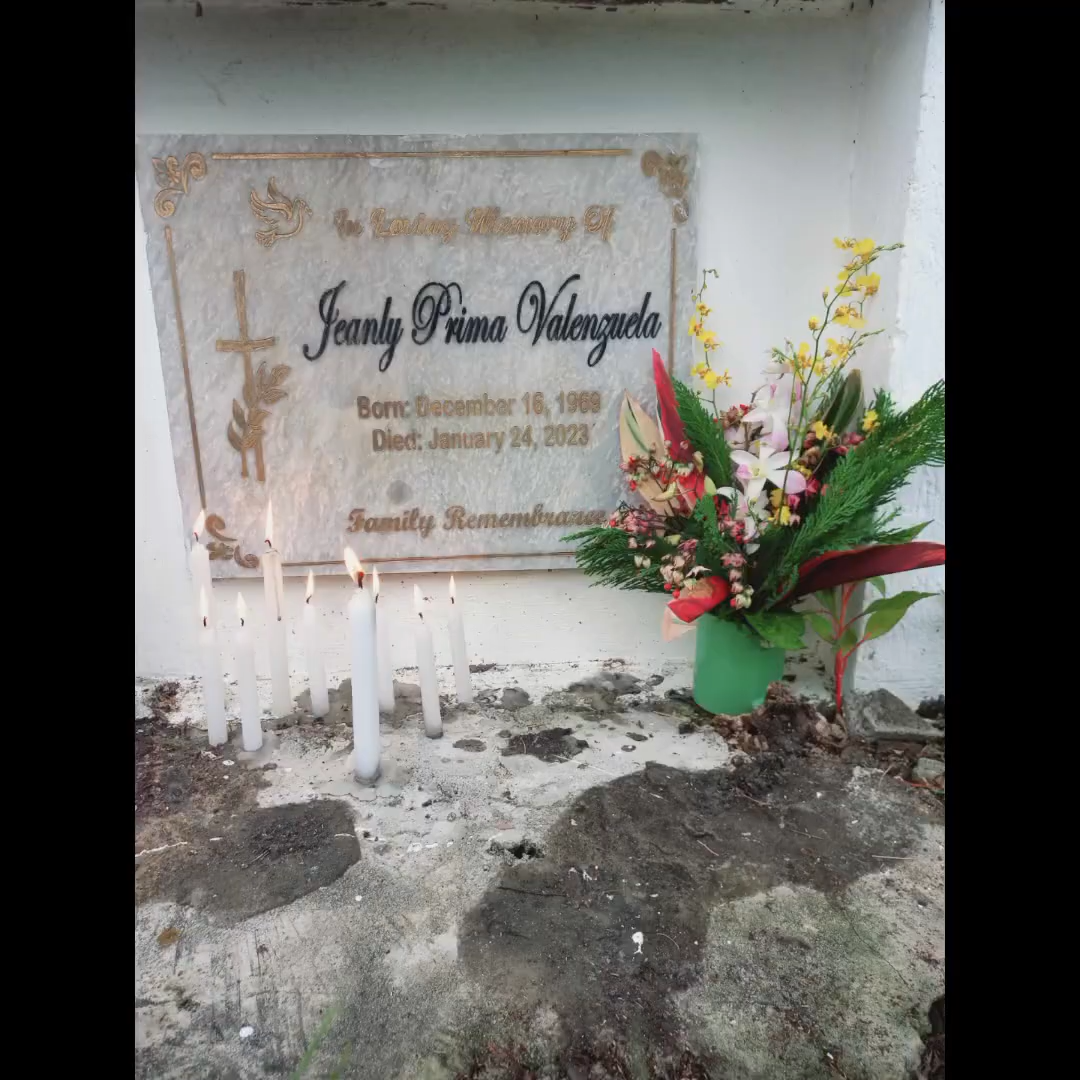 In Loving Memory Of
Jeanly Prima Valenzuela
Born: December 16, 1969
Died: January 24, 2023
Family Remembrance